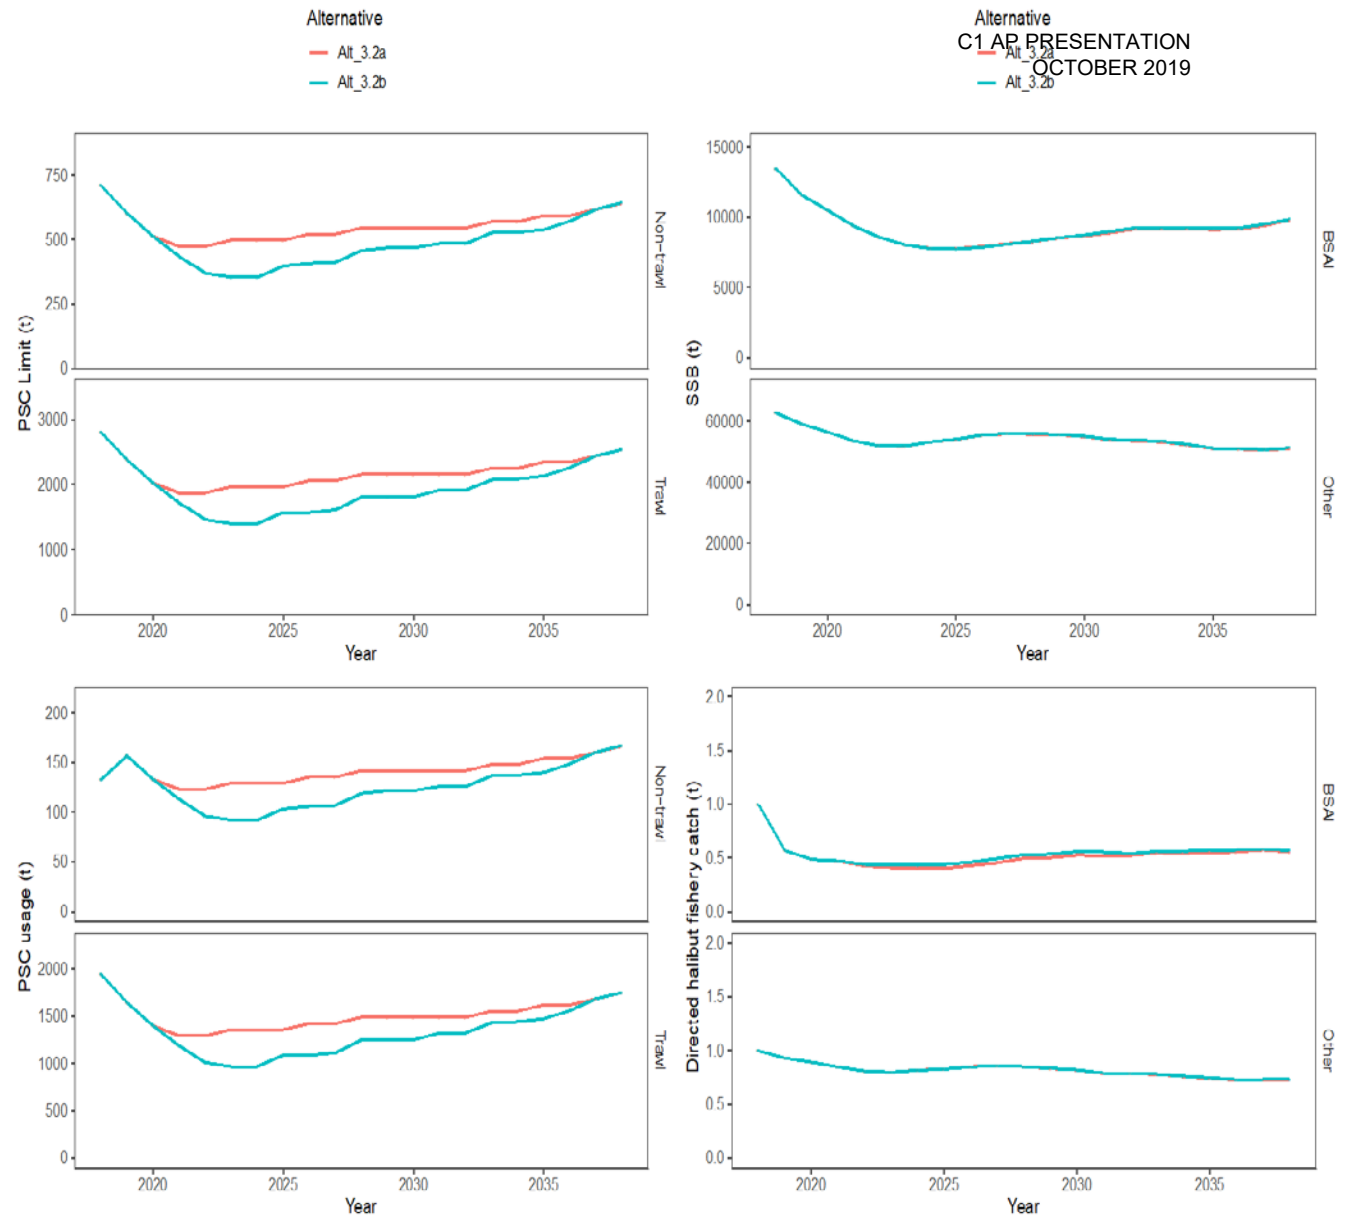 Alternative
Alt_3.2a
Alt_3.2b
Alternative
C1 AP PRESENTATION
Alt_3.2a
OCTOBER 2019
Alt_3.2b
PSC Limit (t)
750
500
250
0
Non-trawl
3000
2000
1000
0
Trawl
2020
2025
2030
2035
Year
SSB (t)
15000
10000
5000
0
BSAI
60000
40000
20000
0
Other
2020
2025
2030
2035
Year
PSC usage (t)
200
150
100
50
0
Non-trawl
2000
1500
1000
500
0
Trawl
2020
2025
2030
2035
Year
Directed halibut fishery catch (t)
2.0
1.5
1.0
0.5
0.0
BSAI
2.0
1.5
1.0
0.5
0.0
Other
2020
2025
2030
2035
Year